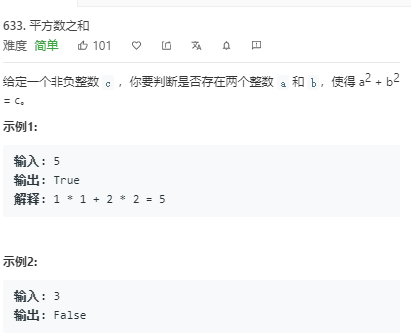 633. 平方数之和
难度 简单 101
给定一个非负整数 c ，你要判断是否存在两个整数 a 和 b，使得 a2 + b2
= c。
示例1:
输入: 5
输出: True
解释: 1 * 1 + 2 * 2 = 5
示例2:
输入: 3
输出: False